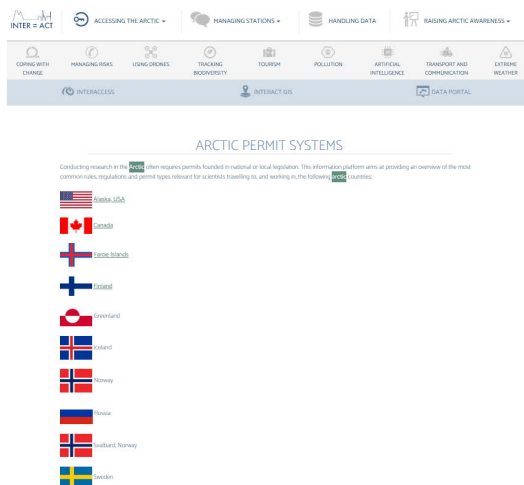 INTER = ACT
ACCESSING THE ARCTIC
MANAGING STATIONS
HANDLING DATA
RAISING ARCTIC AWARENESS
COPING WITH CHANGE
MANAGING RISKS
USING DRONES
TRACKING BIODIVERSITY
TOURISM
POLLUTION
ARTIFICIAL INTELLIGENCE
TRANSPORT AND COMMUNICATION
EXTREME WEATHER
INTERACCESS
INTERACT GIS
DATA PORTAL
ARCTIC PERMIT SYSTEMS
Conducting research in the Arctic often requires permits founded in national or local legislation. This information platform aims at providing an overview of the most
common rules, regulations and permit types relevant for scientists travelling to, and working in, the following arctic countries:
Alaska, USA
Canada
Faroe Islands
Finland
Greenland
Iceland
Norway
Russia
Svalbard, Norway
Sweden